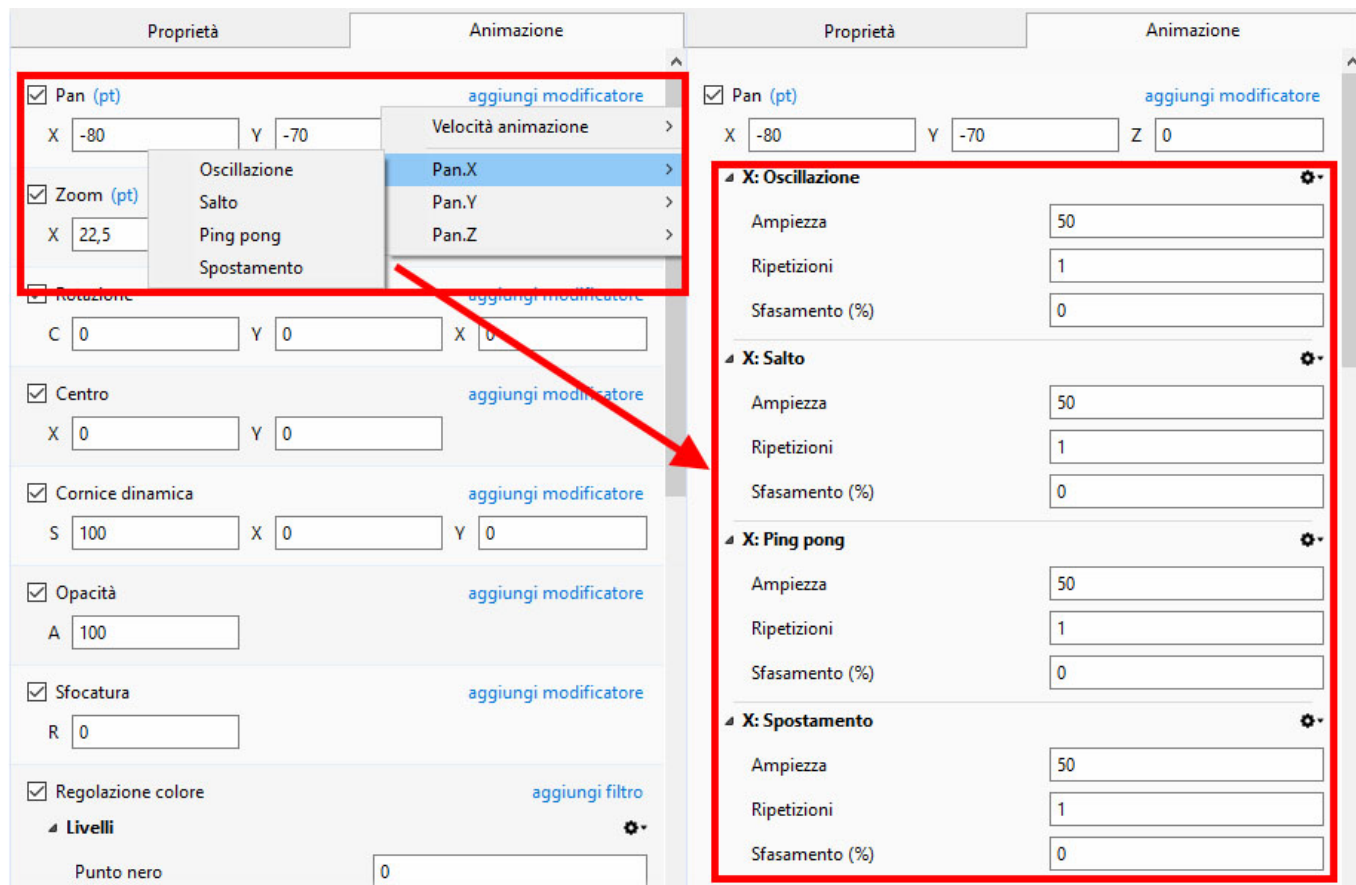 Proprietà
Animazione
Pan (pt)
aggiungi modificatore
X -80 Y -70
Velocità animazione
Pan.X
Pan.Y
Pan.Z
Oscillazione
Salto
Ping pong
Spostamento
Zoom (pt)
X 22,5
Rotazione
aggiungi modificatore
C 0 Y 0 X 0
Centro
aggiungi modificatore
X 0 Y 0
Cornice dinamica
aggiungi modificatore
S 100 X 0 Y 0
Opacità
aggiungi modificatore
A 100
Sfocatura
aggiungi modificatore
R 0
Regolazione colore
aggiungi filtro
Livelli
Punto nero 0
Proprietà
Animazione
Pan (pt)
aggiungi modificatore
X -80 Y -70 Z 0
X: Oscillazione
Ampiezza 50
Ripetizioni 1
Sfasamento (%) 0
X: Salto
Ampiezza 50
Ripetizioni 1
Sfasamento (%) 0
X: Ping pong
Ampiezza 50
Ripetizioni 1
Sfasamento (%) 0
X: Spostamento
Ampiezza 50
Ripetizioni 1
Sfasamento (%) 0